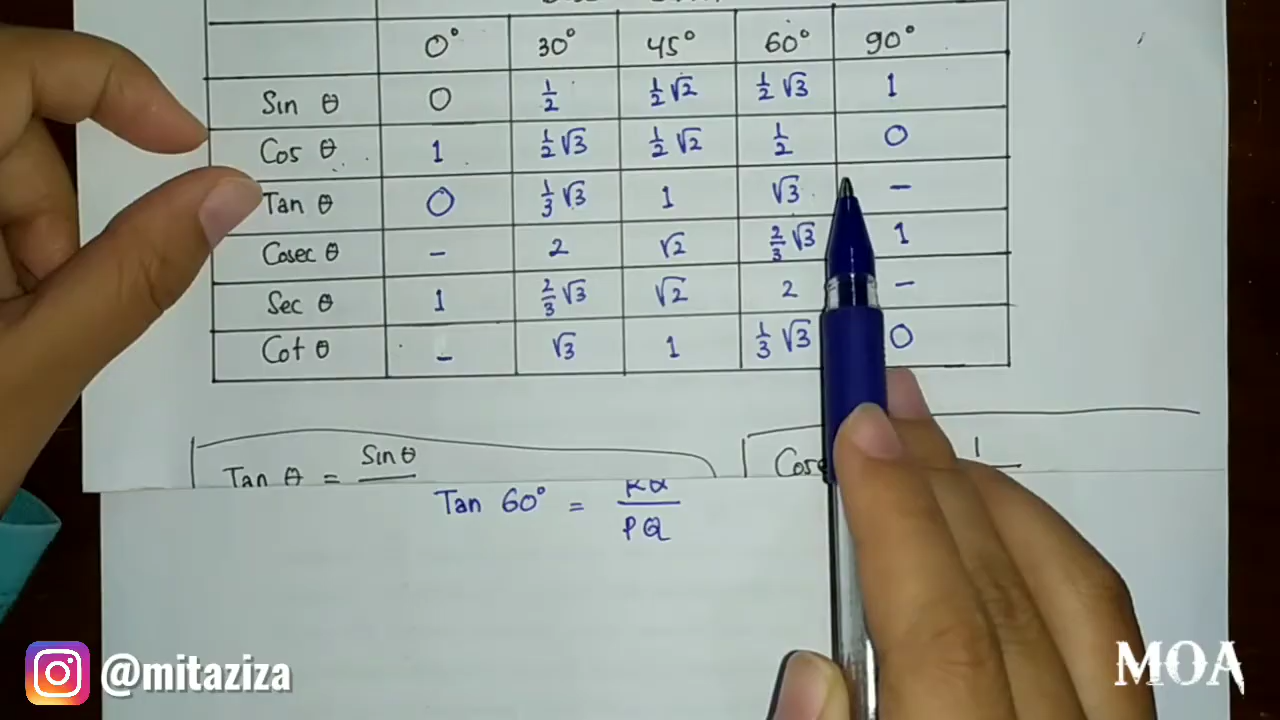 0° 30° 45° 60° 90°
Sin θ 0 1/2 1/2 √2 1/2 √3 1
Cos θ 1 1/2 √3 1/2 √2 1/2 0
Tan θ 0 1/3 √3 1 √3 -
Cosec θ - 2 √2 2/3 √3 1
Sec θ 1 2/3 √3 √2 2 -
Cot θ - √3 1 1/3 √3 0
Tan θ = Sin θ
1
Tan 60° = RQ/PQ
@mitaziza
MOA